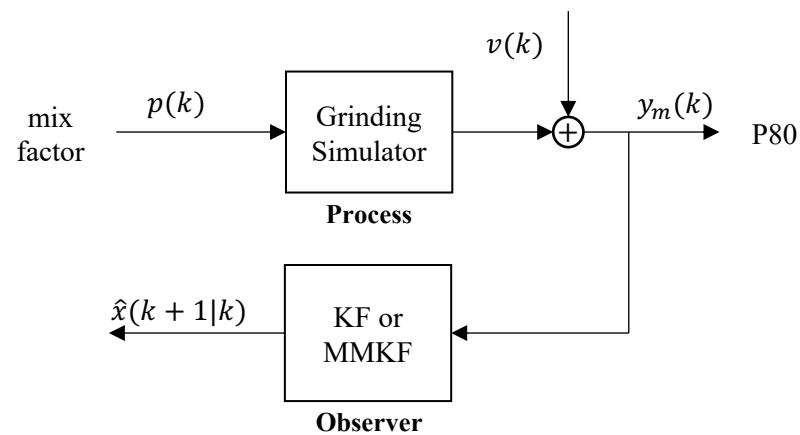 v(k)
p(k)
y_m(k)
mix
factor
Grinding
Simulator
+
P80
Process
x̂(k + 1|k)
KF or
MMKF
Observer